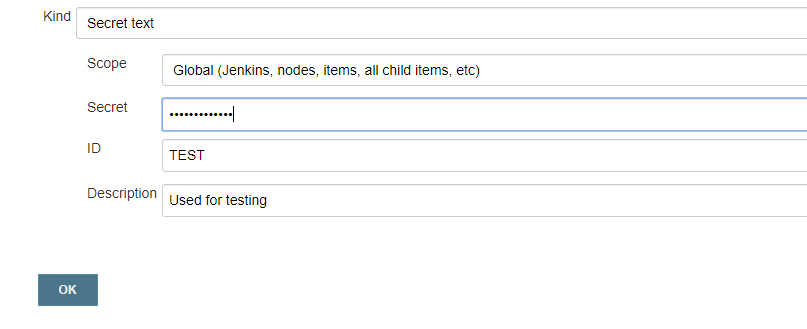 Kind Secret text
Scope Global (Jenkins, nodes, items, all child items, etc)
Secret •••••••••••••
ID TEST
Description Used for testing
OK